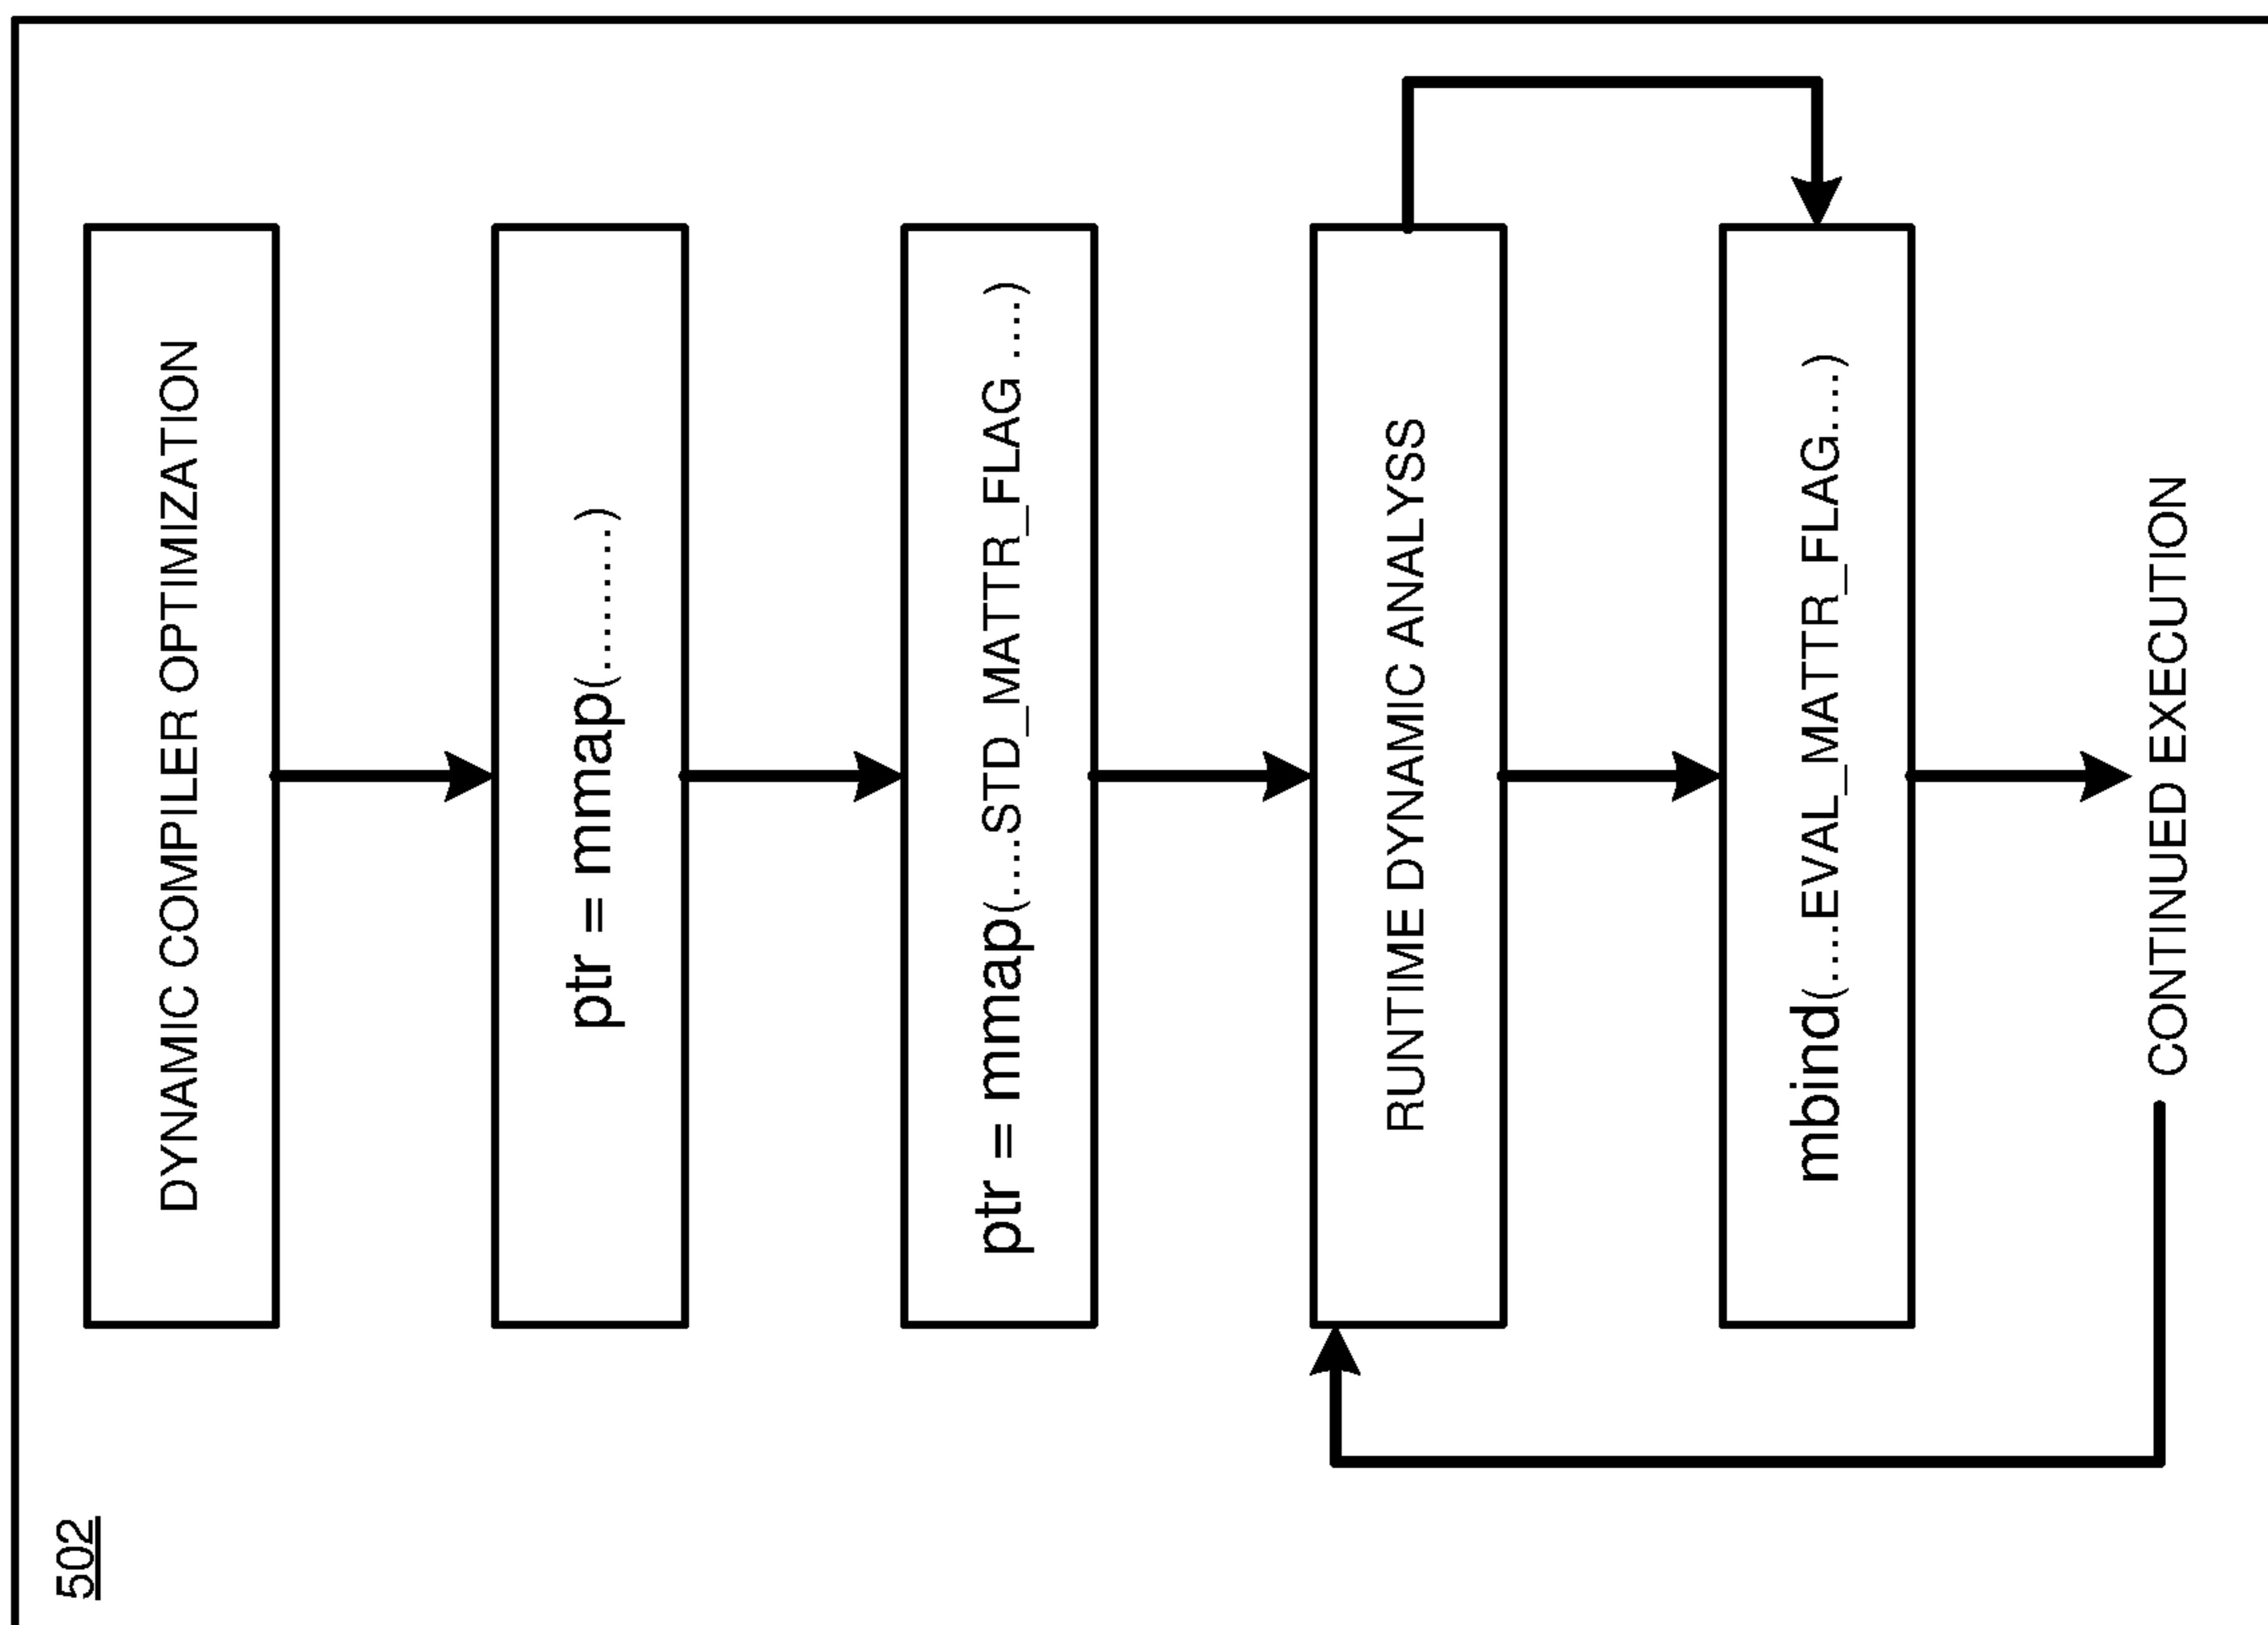 502
DYNAMIC COMPILER OPTIMIZATION
ptr = mmap(.........)
ptr = mmap(....STD_MATTR_FLAG ....)
RUNTIME DYNAMIC ANALYSS
mbind(....EVAL_MATTR_FLAG....)
CONTINUED EXECUTION